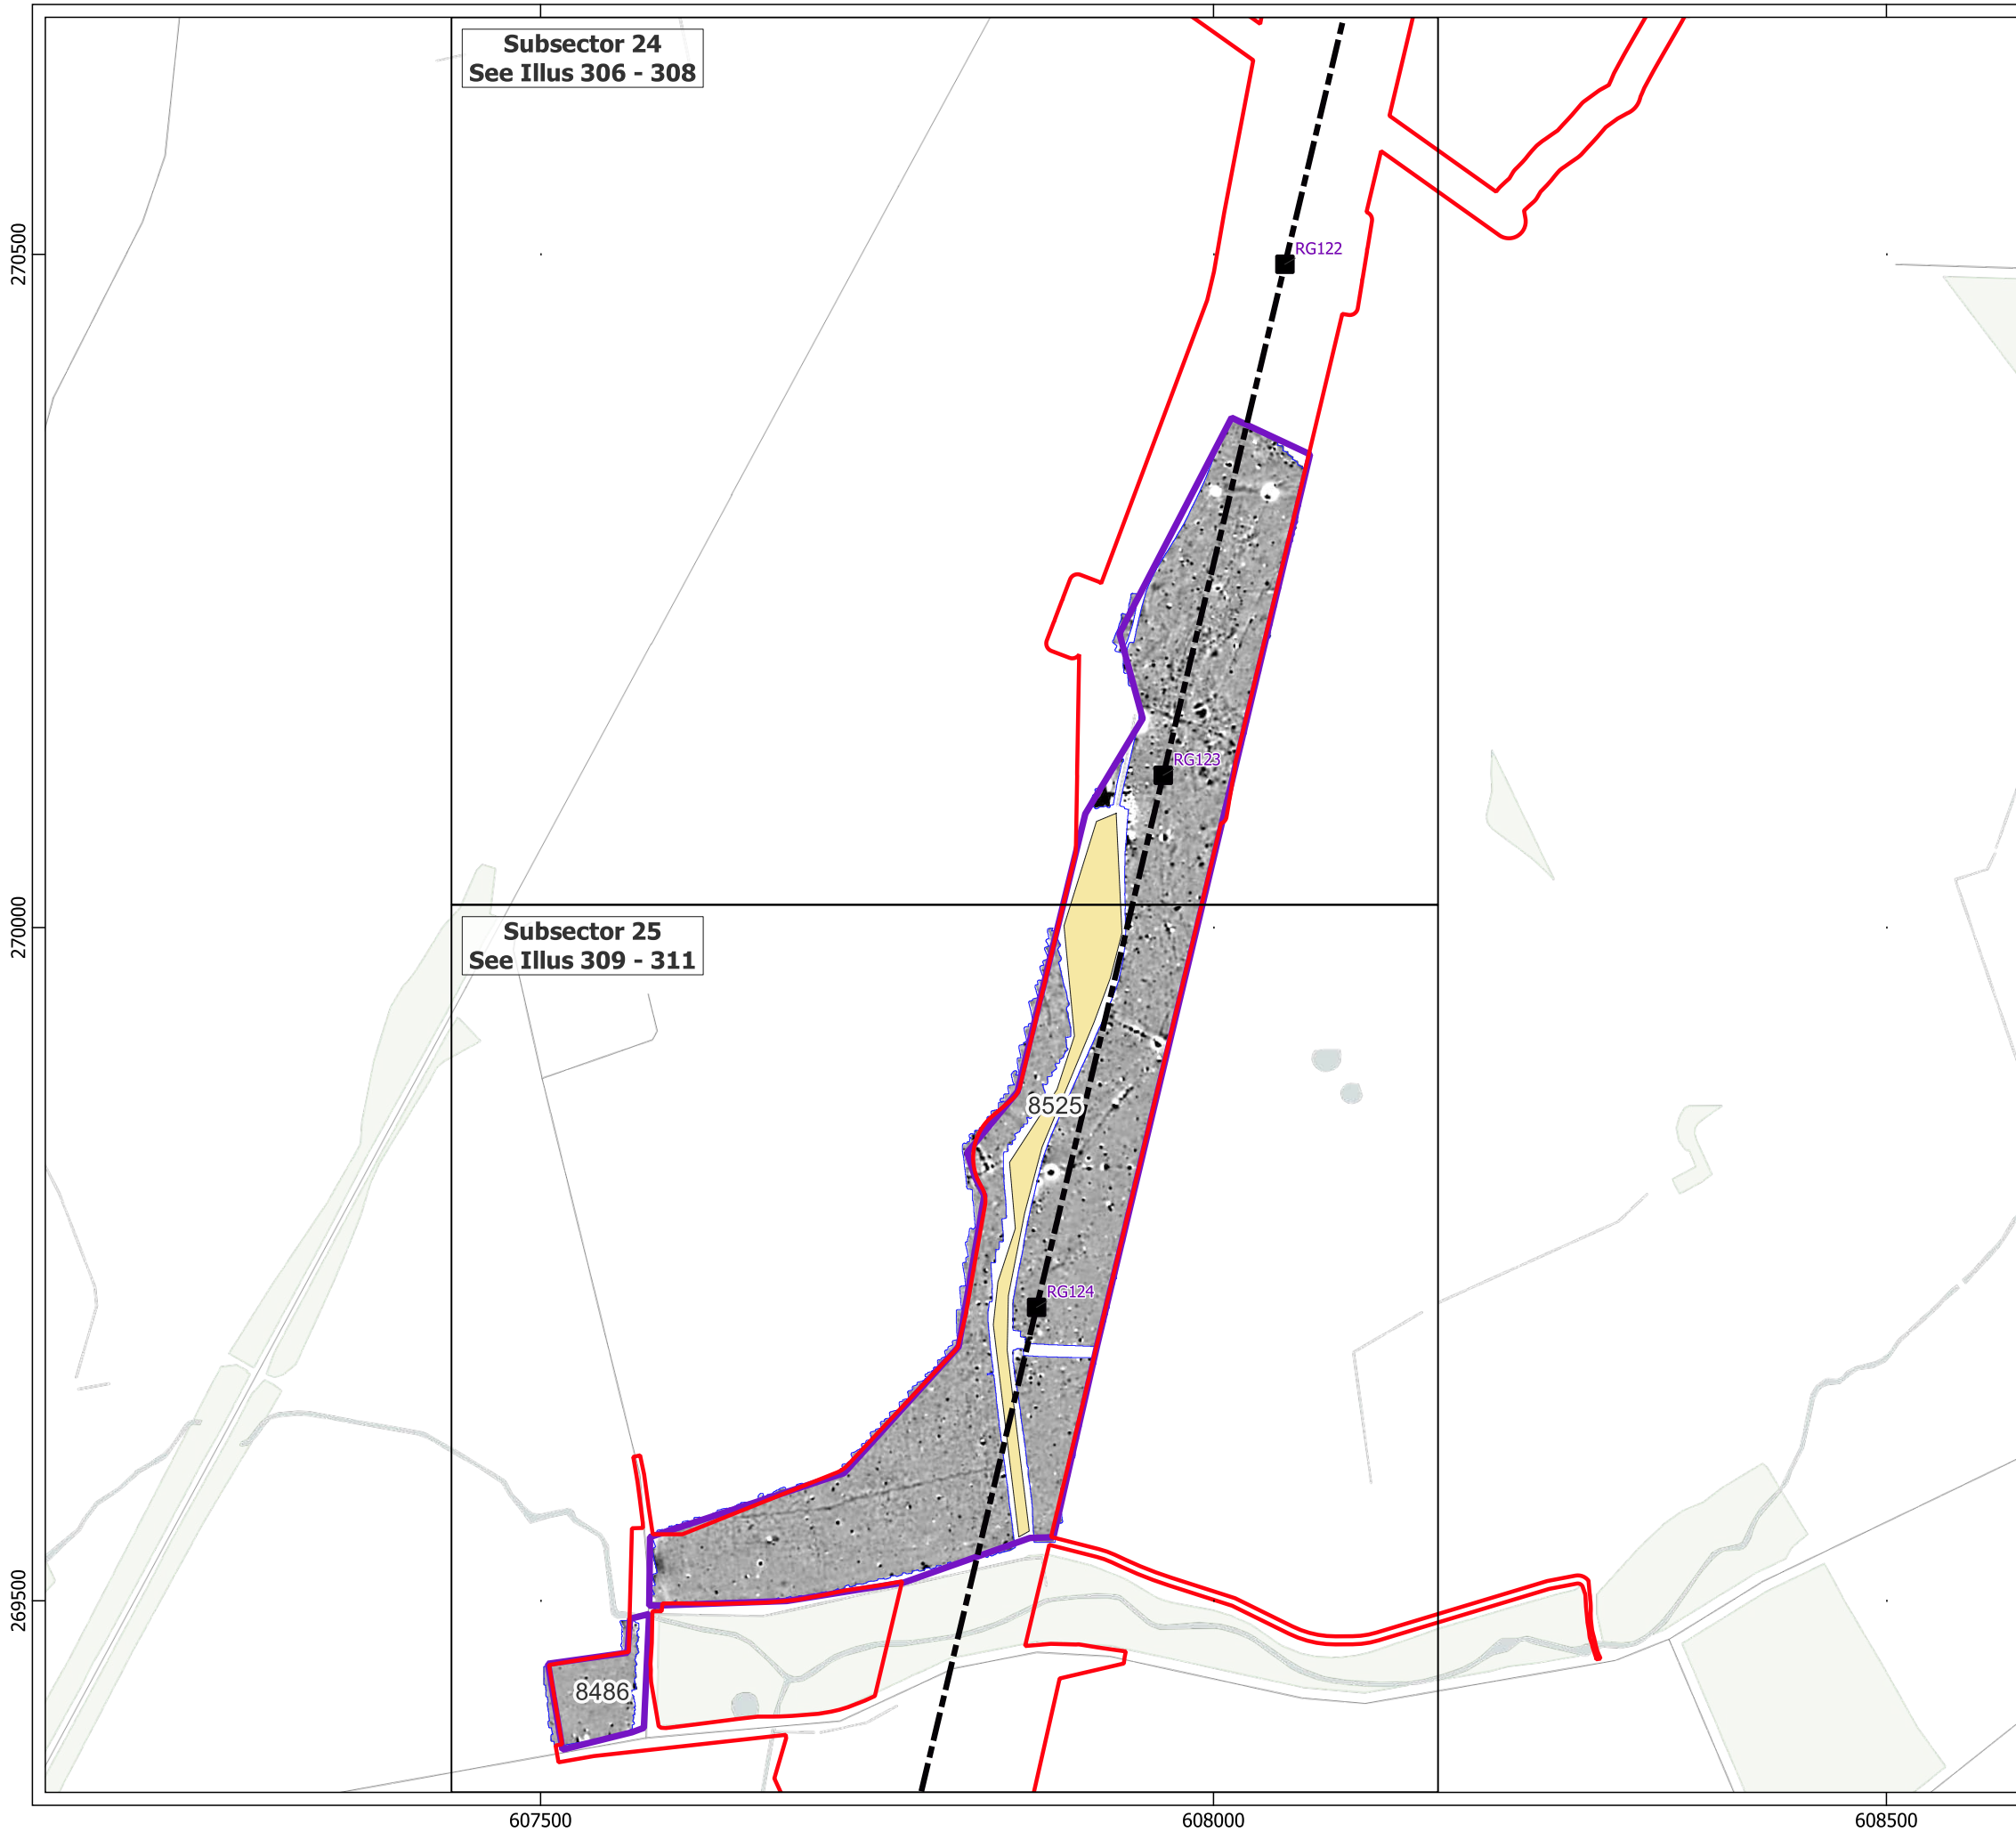 Subsector 24
See Illus 306 - 308
270500
RG122
RG123
270000
Subsector 25
See Illus 309 - 311
8525
RG124
269500
8486
607500
608000
608500